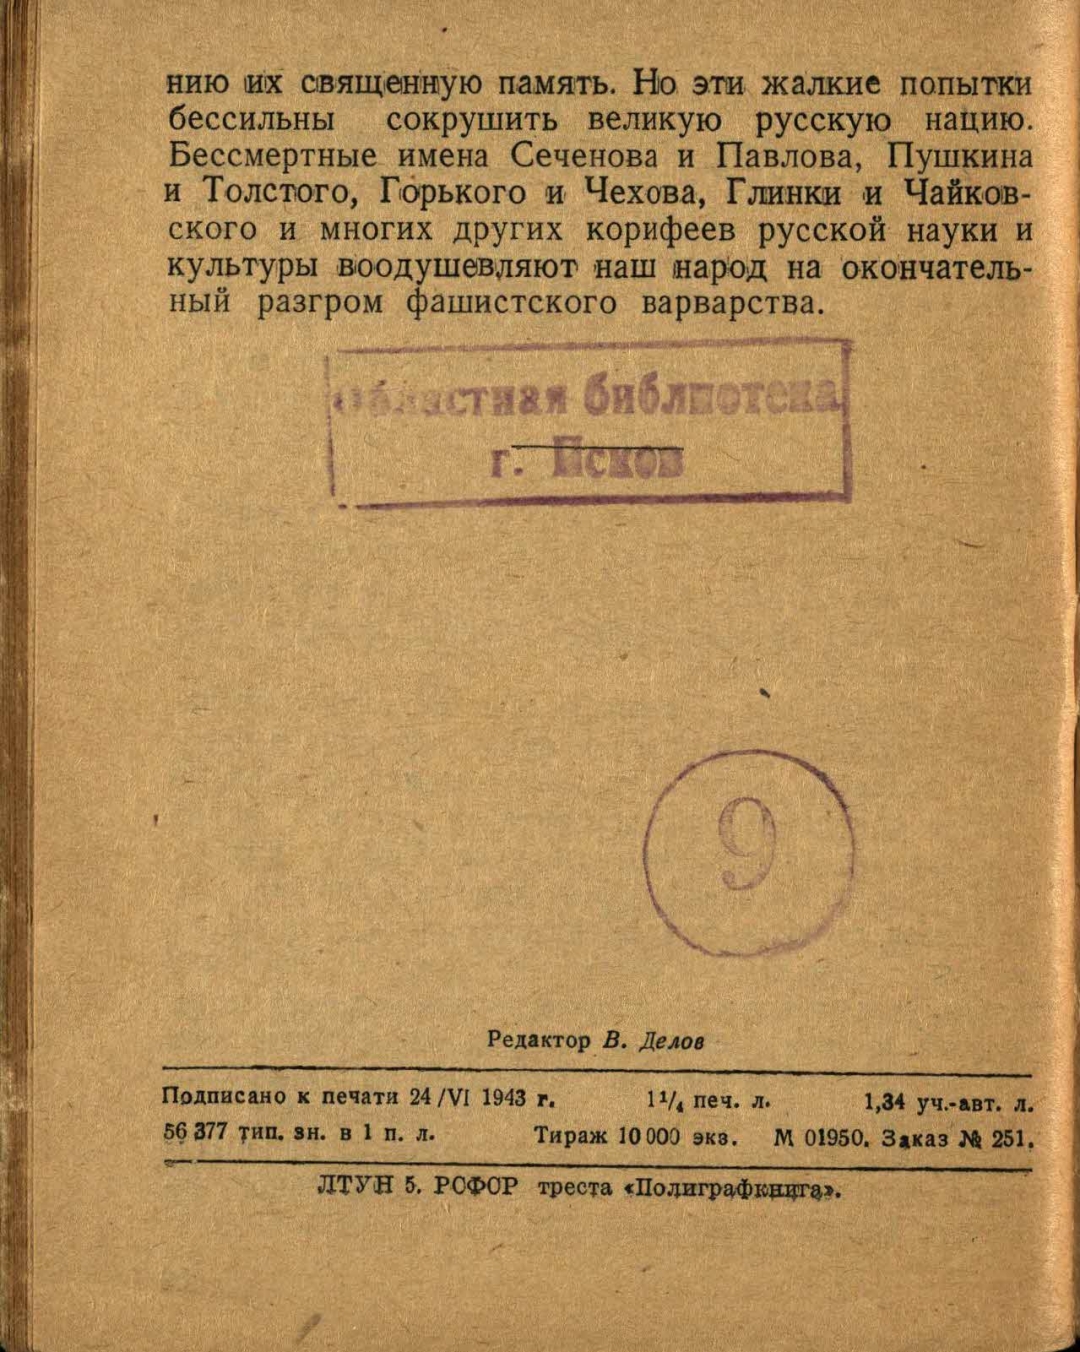 нию их священную память. Но эти жалкие попытки
бессильны сокрушить великую русскую нацию.
Бессмертные имена Сеченова и Павлова, Пушкина
и Толстого, Горького и Чехова, Глинки и Чайков-
ского и многих других корифеев русской науки и
культуры воодушевляют наш народ на окончатель-
ный разгром фашистского варварства.
Областная библиотека
г. Псков
9
Редактор В. Делов
Подписано к печати 24/VI 1943 г. 1¹/₄ печ. л. 1,34 уч.-авт. л.
56 377 тип. зн. в 1 п. л. Тираж 10 000 экз. М 01950. Заказ № 251.
ЛТУН 5. РСФСР треста «Полиграфкнига».